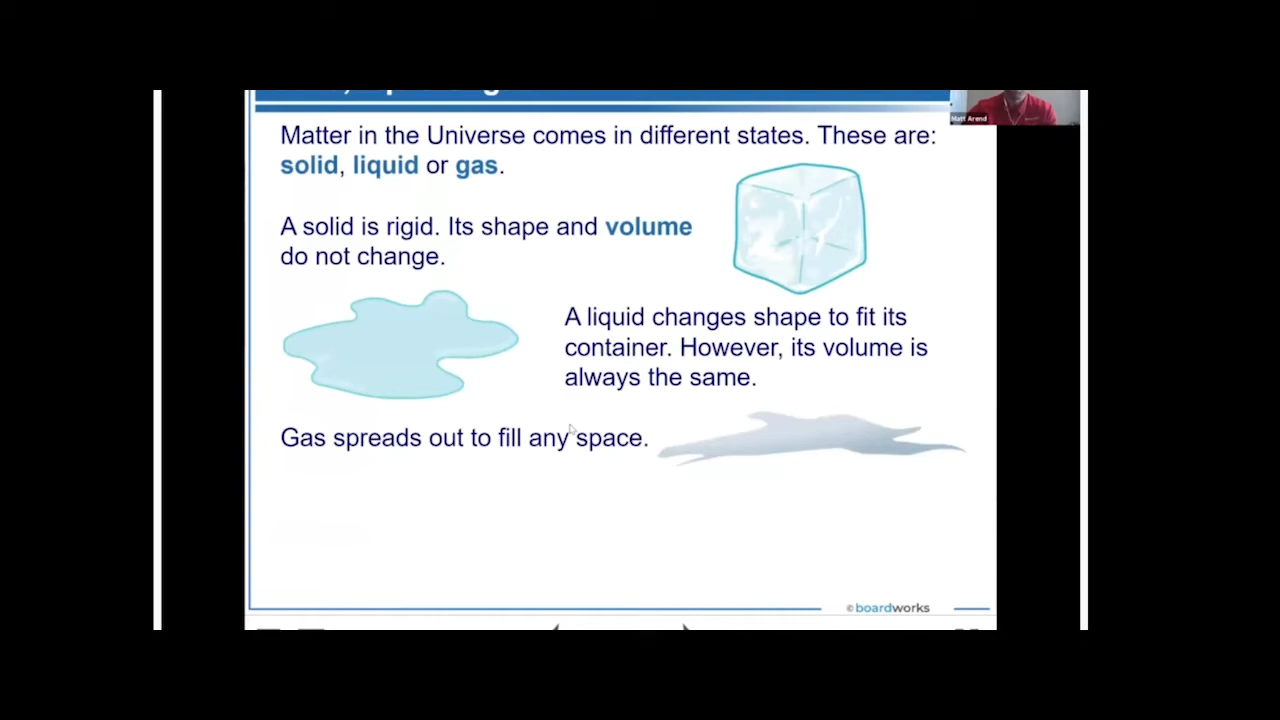 Matt Arend
Matter in the Universe comes in different states. These are:
solid, liquid or gas.
A solid is rigid. Its shape and volume
do not change.
A liquid changes shape to fit its
container. However, its volume is
always the same.
Gas spreads out to fill any space.
© boardworks